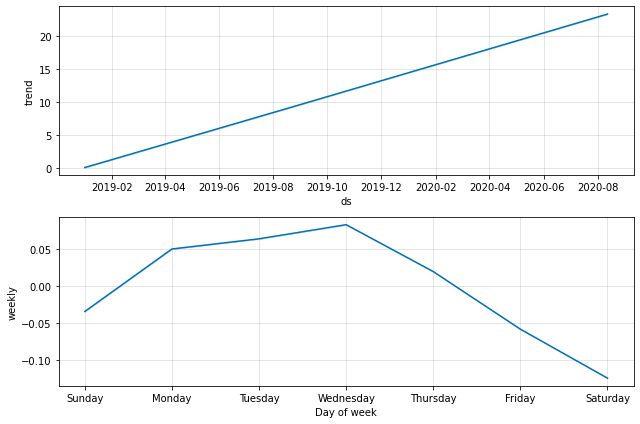 20
15
10
5
0
trend
2019-02 2019-04 2019-06 2019-08 2019-10 2019-12 2020-02 2020-04 2020-06 2020-08
ds
0.05
0.00
−0.05
−0.10
weekly
Sunday Monday Tuesday Wednesday Thursday Friday Saturday
Day of week